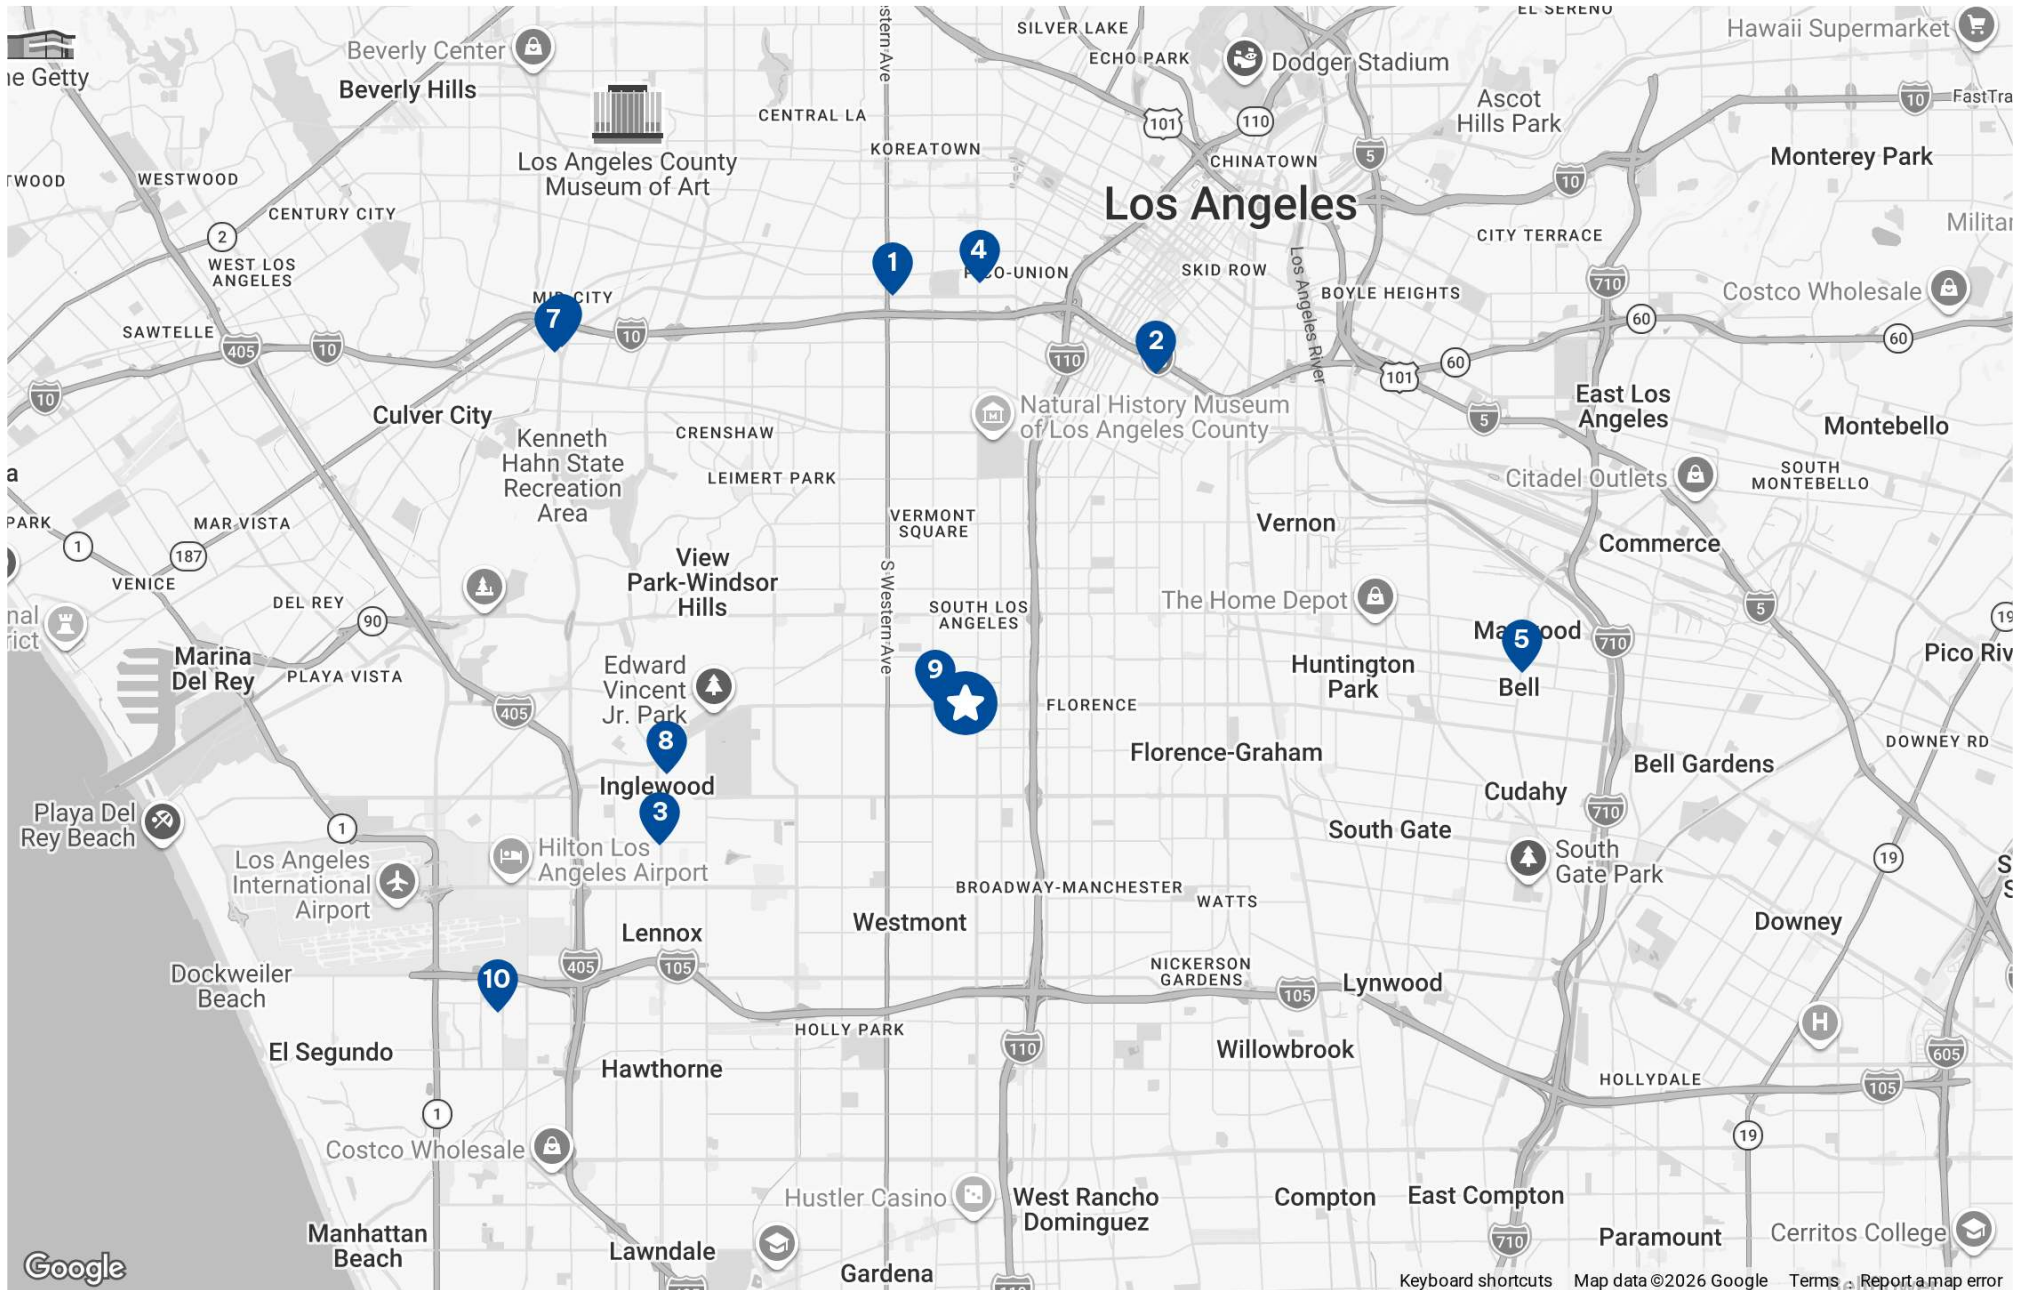 SILVER LAKE
EL SERENO
Hawaii Supermarket
Beverly Center
ECHO PARK
Dodger Stadium
The Getty
Beverly Hills
Ascot
Hills Park
10
FastTra
CENTRAL LA
101
110
KOREATOWN
CHINATOWN
5
Monterey Park
Los Angeles County
Museum of Art
TWOOD
WESTWOOD
10
Los Angeles
CENTURY CITY
Militar
2
CITY TERRACE
1
4
PICO-UNION
WEST LOS
ANGELES
SKID ROW
710
Los Angeles River
BOYLE HEIGHTS
Costco Wholesale
MID-CITY
7
SAWTELLE
10
60
405
10
2
110
60
60
101
10
Culver City
Natural History Museum
of Los Angeles County
East Los
Angeles
5
Montebello
CRENSHAW
Kenneth
Hahn State
Recreation
Area
LEIMERT PARK
Citadel Outlets
SOUTH
MONTEBELLO
a
PARK
MAR VISTA
VERMONT
SQUARE
Vernon
Commerce
1
187
View
Park-Windsor
Hills
S Western Ave
VENICE
DEL REY
SOUTH LOS
ANGELES
The Home Depot
5
19
90
nal
rict
Maywood
5
710
Marina
Del Rey
PLAYA VISTA
Edward
Vincent
Jr. Park
9
Huntington
Park
Bell
Pico Riv
405
FLORENCE
8
Florence-Graham
DOWNEY RD
Bell Gardens
Inglewood
Cudahy
3
710
Playa Del
Rey Beach
1
South Gate
Hilton Los
Angeles Airport
South
Gate Park
19
Los Angeles
International
Airport
BROADWAY-MANCHESTER
WATTS
Westmont
Downey
Lennox
405
105
NICKERSON
GARDENS
Dockweiler
Beach
10
Lynwood
105
HOLLY PARK
110
H
El Segundo
Willowbrook
605
Hawthorne
HOLLYDALE
105
1
19
Costco Wholesale
Hustler Casino
West Rancho
Dominguez
Compton
East Compton
Manhattan
Beach
Lawndale
710
Paramount
Cerritos College
Google
Gardena
Keyboard shortcuts
Map data ©2026 Google
Terms
Report a map error